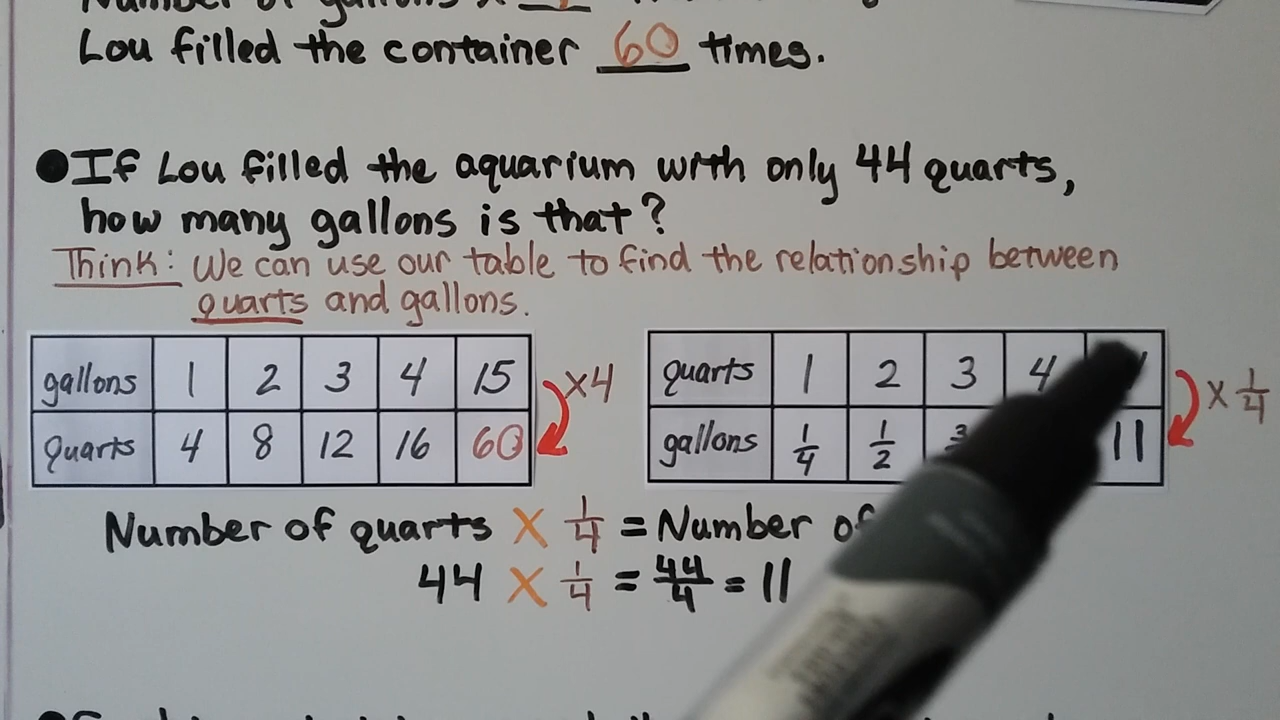 Lou filled the container 60 times.
If Lou filled the aquarium with only 44 quarts,
how many gallons is that?
Think: We can use our table to find the relationship between
quarts and gallons.
gallons 1 2 3 4 15
Quarts 4 8 12 16 60
×4
quarts 1 2 3 4
gallons 1/4 1/2 11
× 1/4
Number of quarts × 1/4 = Number of
44 × 1/4 = 44/4 = 11